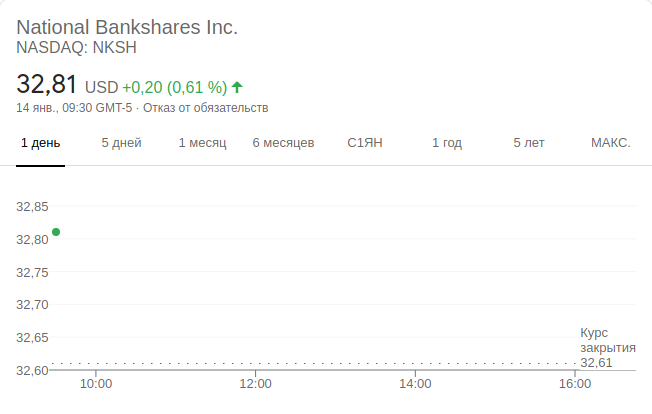 National Bankshares Inc.
NASDAQ: NKSH
32,81 USD +0,20 (0,61 %)
14 янв., 09:30 GMT-5 · Отказ от обязательств
1 день 5 дней 1 месяц 6 месяцев С1ЯН 1 год 5 лет МАКС.
32,85
32,80
32,75
32,70
32,65
32,60
Курс
закрытия
32,61
10:00 12:00 14:00 16:00